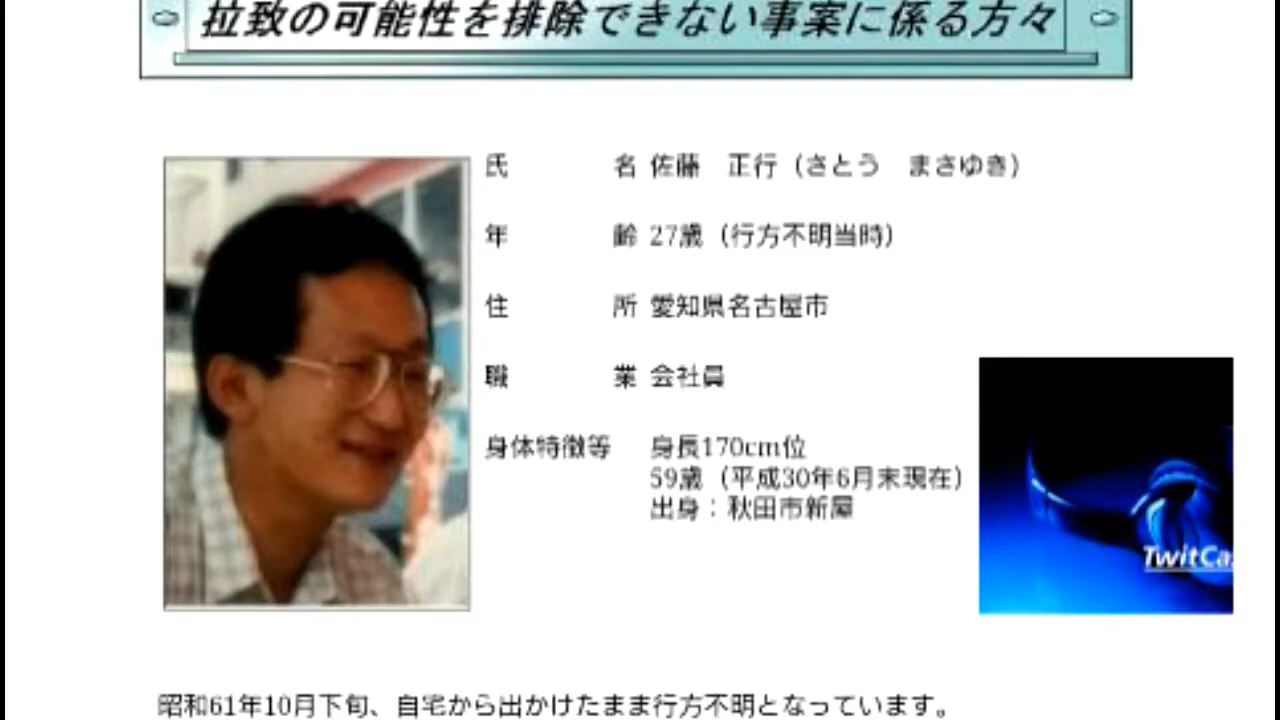 拉致の可能性を排除できない事案に係る方々
氏　　　　名 佐藤　正行（さとう　まさゆき）
年　　　　齢 27歳（行方不明当時）
住　　　　所 愛知県名古屋市
職　　　　業 会社員
身体特徴等　身長170cm位
59歳（平成30年6月末現在）
出身：秋田市新屋
TwitCa
昭和61年10月下旬、自宅から出かけたまま行方不明となっています。